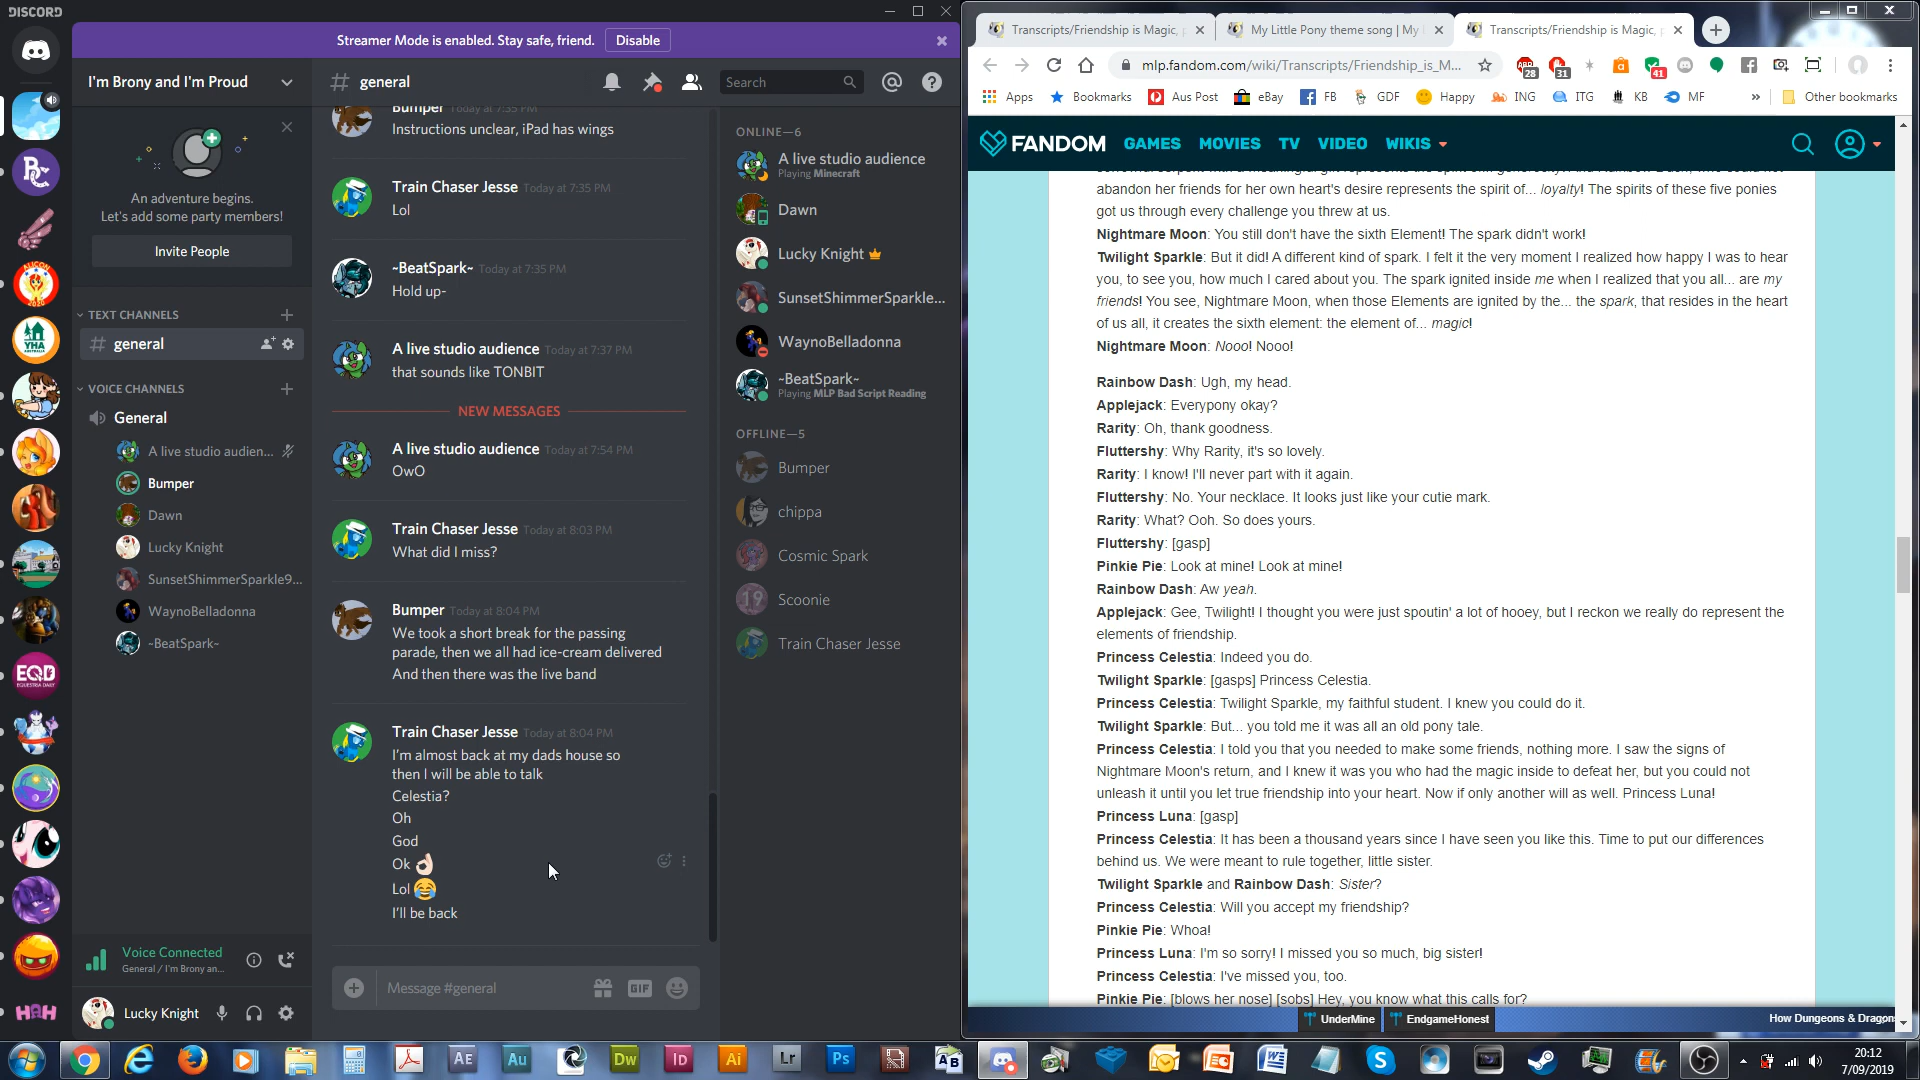 DISCORD
Streamer Mode is enabled. Stay safe, friend. Disable
I'm Brony and I'm Proud
An adventure begins.
Let's add some party members!
Invite People
TEXT CHANNELS
# general
VOICE CHANNELS
General
A live studio audien...
Bumper
Dawn
Lucky Knight
SunsetShimmerSparkle9...
WaynoBelladonna
~BeatSpark~
Voice Connected
General / I'm Brony an...
Lucky Knight
# general
Search
Bumper Today at 7:35 PM
Instructions unclear, iPad has wings
Train Chaser Jesse Today at 7:35 PM
Lol
~BeatSpark~ Today at 7:35 PM
Hold up-
A live studio audience Today at 7:37 PM
that sounds like TONBIT
NEW MESSAGES
A live studio audience Today at 7:54 PM
OwO
Train Chaser Jesse Today at 8:03 PM
What did I miss?
Bumper Today at 8:04 PM
We took a short break for the passing
parade, then we all had ice-cream delivered
And then there was the live band
Train Chaser Jesse Today at 8:04 PM
I'm almost back at my dads house so
then I will be able to talk
Celestia?
Oh
God
Ok 👌🏻
Lol 😂
I'll be back
Message #general
GIF
ONLINE—6
A live studio audience
Playing Minecraft
Dawn
Lucky Knight
SunsetShimmerSparkle...
WaynoBelladonna
~BeatSpark~
Playing MLP Bad Script Reading
OFFLINE—5
Bumper
chippa
Cosmic Spark
Scoonie
Train Chaser Jesse
Transcripts/Friendship is Magic,
My Little Pony theme song | My
Transcripts/Friendship is Magic,
mlp.fandom.com/wiki/Transcripts/Friendship_is_M...
28
31
41
Apps Bookmarks Aus Post eBay FB GDF Happy ING ITG KB MF » Other bookmarks
FANDOM GAMES MOVIES TV VIDEO WIKIS
abandon her friends for her own heart's desire represents the spirit of... loyalty! The spirits of these five ponies
got us through every challenge you threw at us.
Nightmare Moon: You still don't have the sixth Element! The spark didn't work!
Twilight Sparkle: But it did! A different kind of spark. I felt it the very moment I realized how happy I was to hear
you, to see you, how much I cared about you. The spark ignited inside me when I realized that you all... are my
friends! You see, Nightmare Moon, when those Elements are ignited by the... the spark, that resides in the heart
of us all, it creates the sixth element: the element of... magic!
Nightmare Moon: Nooo! Nooo!
Rainbow Dash: Ugh, my head.
Applejack: Everypony okay?
Rarity: Oh, thank goodness.
Fluttershy: Why Rarity, it's so lovely.
Rarity: I know! I'll never part with it again.
Fluttershy: No. Your necklace. It looks just like your cutie mark.
Rarity: What? Ooh. So does yours.
Fluttershy: [gasp]
Pinkie Pie: Look at mine! Look at mine!
Rainbow Dash: Aw yeah.
Applejack: Gee, Twilight! I thought you were just spoutin' a lot of hooey, but I reckon we really do represent the
elements of friendship.
Princess Celestia: Indeed you do.
Twilight Sparkle: [gasps] Princess Celestia.
Princess Celestia: Twilight Sparkle, my faithful student. I knew you could do it.
Twilight Sparkle: But... you told me it was all an old pony tale.
Princess Celestia: I told you that you needed to make some friends, nothing more. I saw the signs of
Nightmare Moon's return, and I knew it was you who had the magic inside to defeat her, but you could not
unleash it until you let true friendship into your heart. Now if only another will as well. Princess Luna!
Princess Luna: [gasp]
Princess Celestia: It has been a thousand years since I have seen you like this. Time to put our differences
behind us. We were meant to rule together, little sister.
Twilight Sparkle and Rainbow Dash: Sister?
Princess Celestia: Will you accept my friendship?
Pinkie Pie: Whoa!
Princess Luna: I'm so sorry! I missed you so much, big sister!
Princess Celestia: I've missed you, too.
Pinkie Pie: [blows her nose] [sobs] Hey, you know what this calls for?
UnderMine EndgameHonest How Dungeons & Dragons
YHA
EQD
HAH
AE Au Dw Id Ai Lr Ps
20:12
7/09/2019